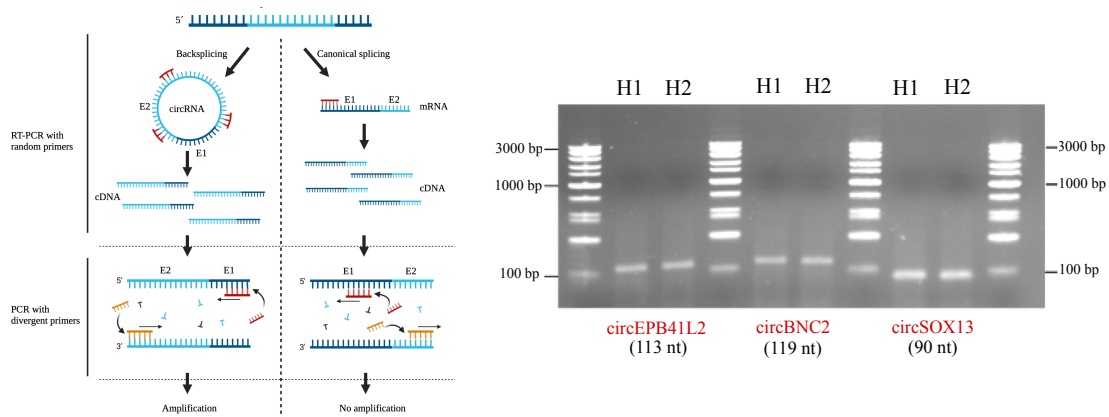 5´
Backsplicing
Canonical splicing
E2
circRNA
E1
E1
E2
mRNA
RT-PCR with
random primers
cDNA
cDNA
E2
E1
E1
E2
5'
5'
PCR with
divergent primers
3'
3'
Amplification
No amplification
H1 H2 H1 H2 H1 H2
3000 bp
3000 bp
1000 bp
1000 bp
100 bp
100 bp
circEPB41L2
(113 nt)
circBNC2
(119 nt)
circSOX13
(90 nt)